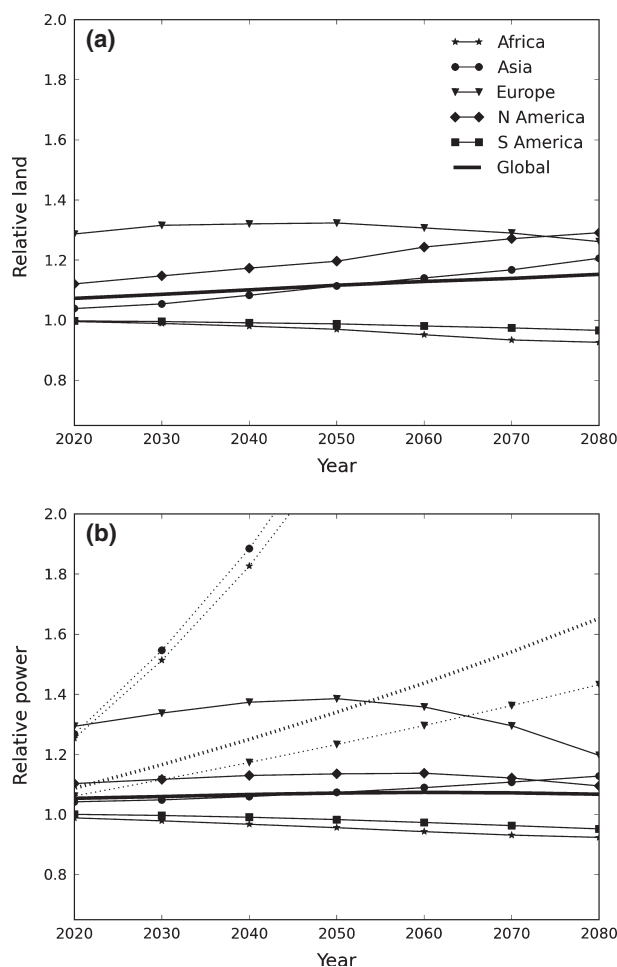 (a)
Africa
Asia
Europe
N America
S America
Global
2.0
1.8
1.6
1.4
1.2
1.0
0.8
Relative land
2020 2030 2040 2050 2060 2070 2080
Year
(b)
2.0
1.8
1.6
1.4
1.2
1.0
0.8
Relative power
2020 2030 2040 2050 2060 2070 2080
Year